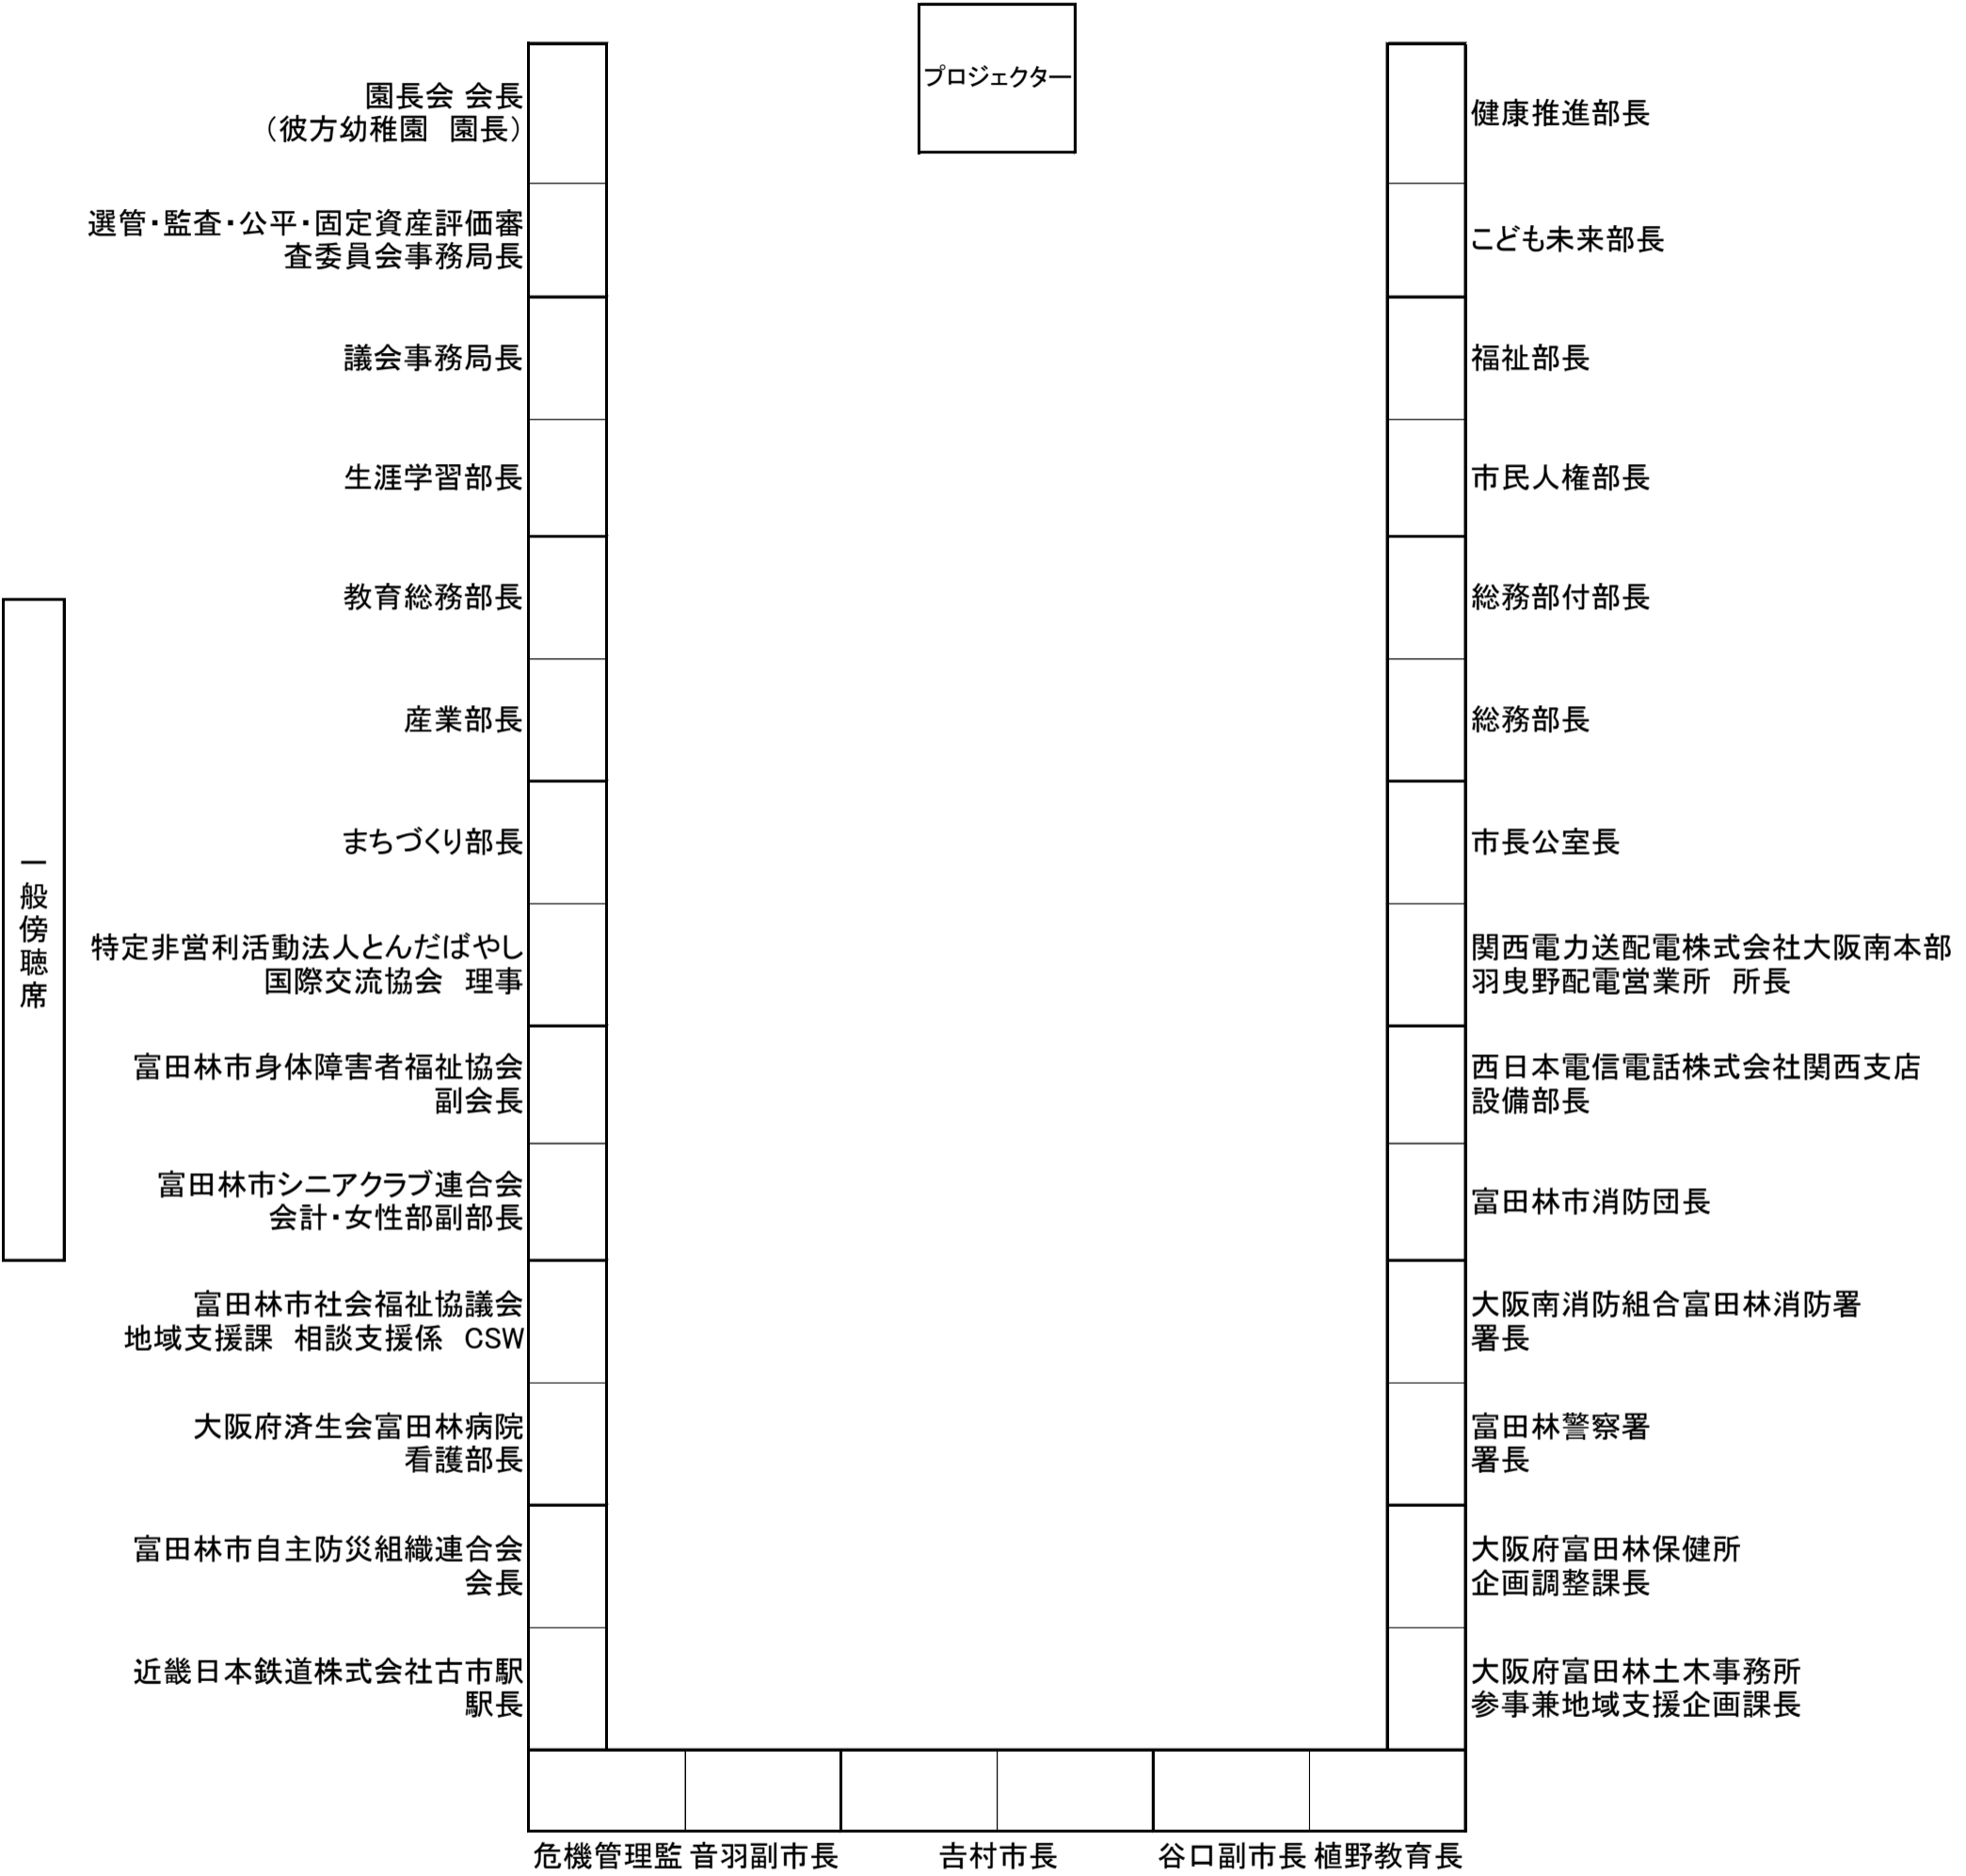 プロジェクター
園長会 会長
（彼方幼稚園　園長）
選管・監査・公平・固定資産評価審
査委員会事務局長
議会事務局長
生涯学習部長
教育総務部長
産業部長
まちづくり部長
特定非営利活動法人とんだばやし
国際交流協会　理事
富田林市身体障害者福祉協会
副会長
富田林市シニアクラブ連合会
会計・女性部副部長
富田林市社会福祉協議会
地域支援課　相談支援係　CSW
大阪府済生会富田林病院
看護部長
富田林市自主防災組織連合会
会長
近畿日本鉄道株式会社古市駅
駅長
一般傍聴席
健康推進部長
こども未来部長
福祉部長
市民人権部長
総務部付部長
総務部長
市長公室長
関西電力送配電株式会社大阪南本部
羽曳野配電営業所　所長
西日本電信電話株式会社関西支店
設備部長
富田林市消防団長
大阪南消防組合富田林消防署
署長
富田林警察署
署長
大阪府富田林保健所
企画調整課長
大阪府富田林土木事務所
参事兼地域支援企画課長
危機管理監
音羽副市長
𠮷村市長
谷口副市長
植野教育長